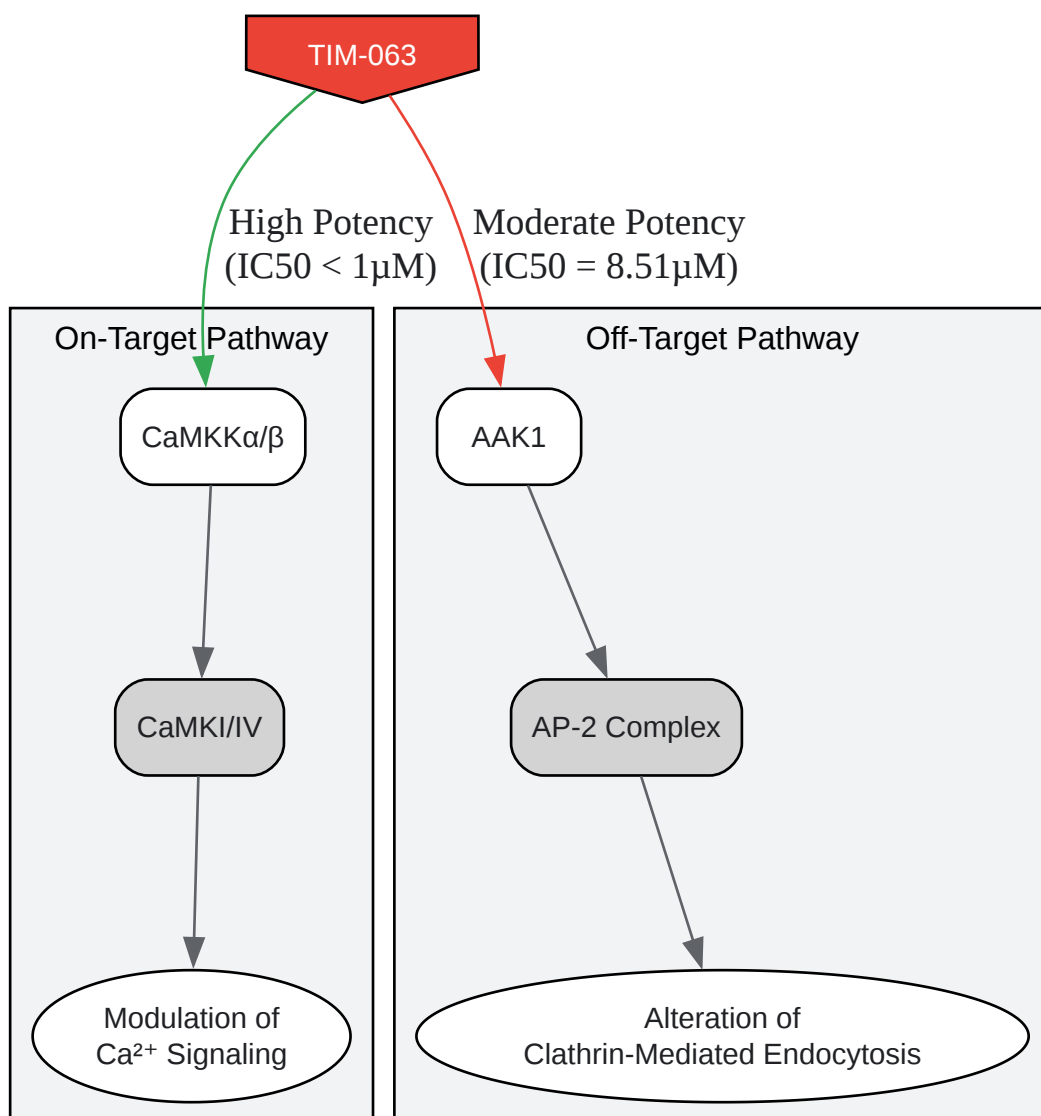 TIM-063
High Potency
(IC50 < 1µM)
Moderate Potency
(IC50 = 8.51µM)
On-Target Pathway
CaMKKα/β
CaMKI/IV
Modulation of
Ca²⁺ Signaling
Off-Target Pathway
AAK1
AP-2 Complex
Alteration of
Clathrin-Mediated Endocytosis